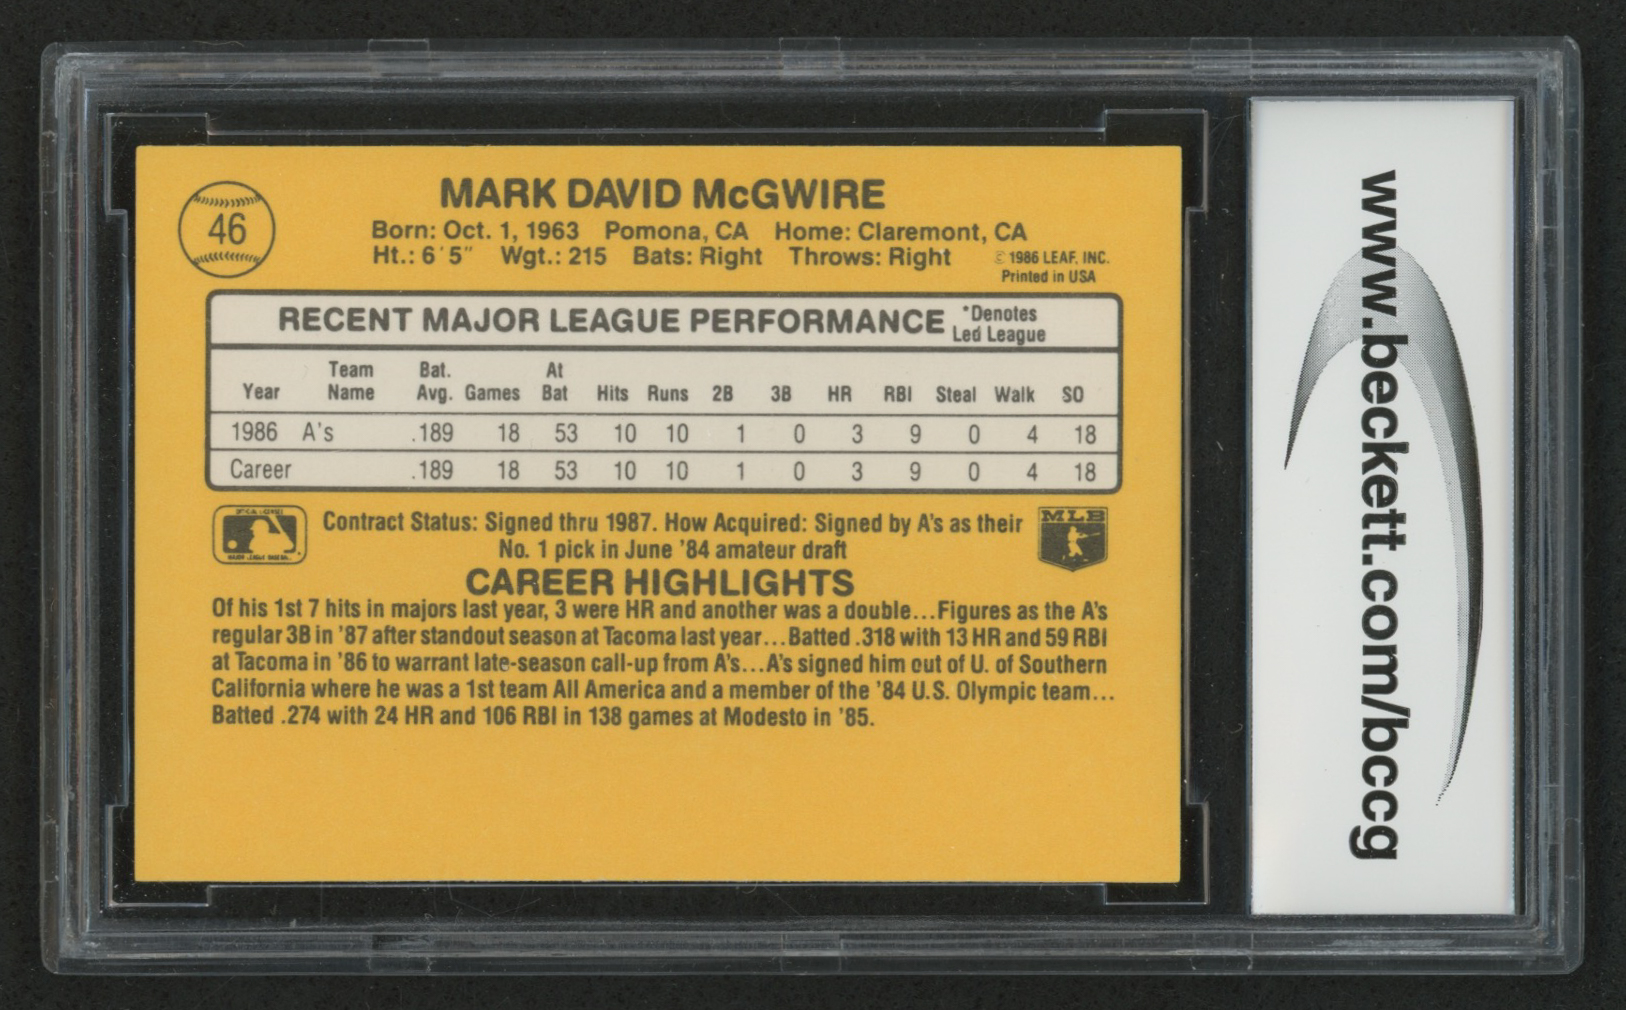 46
MARK DAVID McGWIRE
Born: Oct. 1, 1963 Pomona, CA Home: Claremont, CA
Ht.: 6'5" Wgt.: 215 Bats: Right Throws: Right
© 1986 LEAF, INC.
Printed in USA
RECENT MAJOR LEAGUE PERFORMANCE
*Denotes
Led League
Year Team Name Bat. Avg. Games At Bat Hits Runs 2B 3B HR RBI Steal Walk SO
1986 A's .189 18 53 10 10 1 0 3 9 0 4 18
Career .189 18 53 10 10 1 0 3 9 0 4 18
Contract Status: Signed thru 1987. How Acquired: Signed by A's as their
No. 1 pick in June '84 amateur draft
MLB
CAREER HIGHLIGHTS
Of his 1st 7 hits in majors last year, 3 were HR and another was a double...Figures as the A's
regular 3B in '87 after standout season at Tacoma last year...Batted .318 with 13 HR and 59 RBI
at Tacoma in '86 to warrant late-season call-up from A's...A's signed him out of U. of Southern
California where he was a 1st team All America and a member of the '84 U.S. Olympic team...
Batted .274 with 24 HR and 106 RBI in 138 games at Modesto in '85.
www.beckett.com/bccg